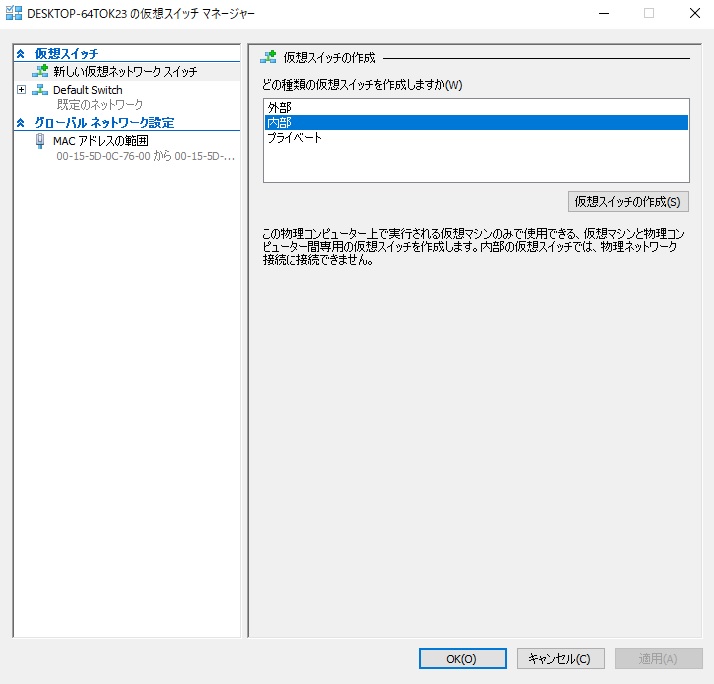 DESKTOP-64TOK23 の仮想スイッチ マネージャー
仮想スイッチ
新しい仮想ネットワーク スイッチ
Default Switch
既定のネットワーク
グローバル ネットワーク設定
MAC アドレスの範囲
00-15-5D-0C-76-00 から 00-15-5D-...
仮想スイッチの作成
どの種類の仮想スイッチを作成しますか(W)
外部
内部
プライベート
仮想スイッチの作成(S)
この物理コンピューター上で実行される仮想マシンのみで使用できる、仮想マシンと物理コン
ピューター間専用の仮想スイッチを作成します。内部の仮想スイッチでは、物理ネットワーク
接続に接続できません。
OK(O)
キャンセル(C)
適用(A)